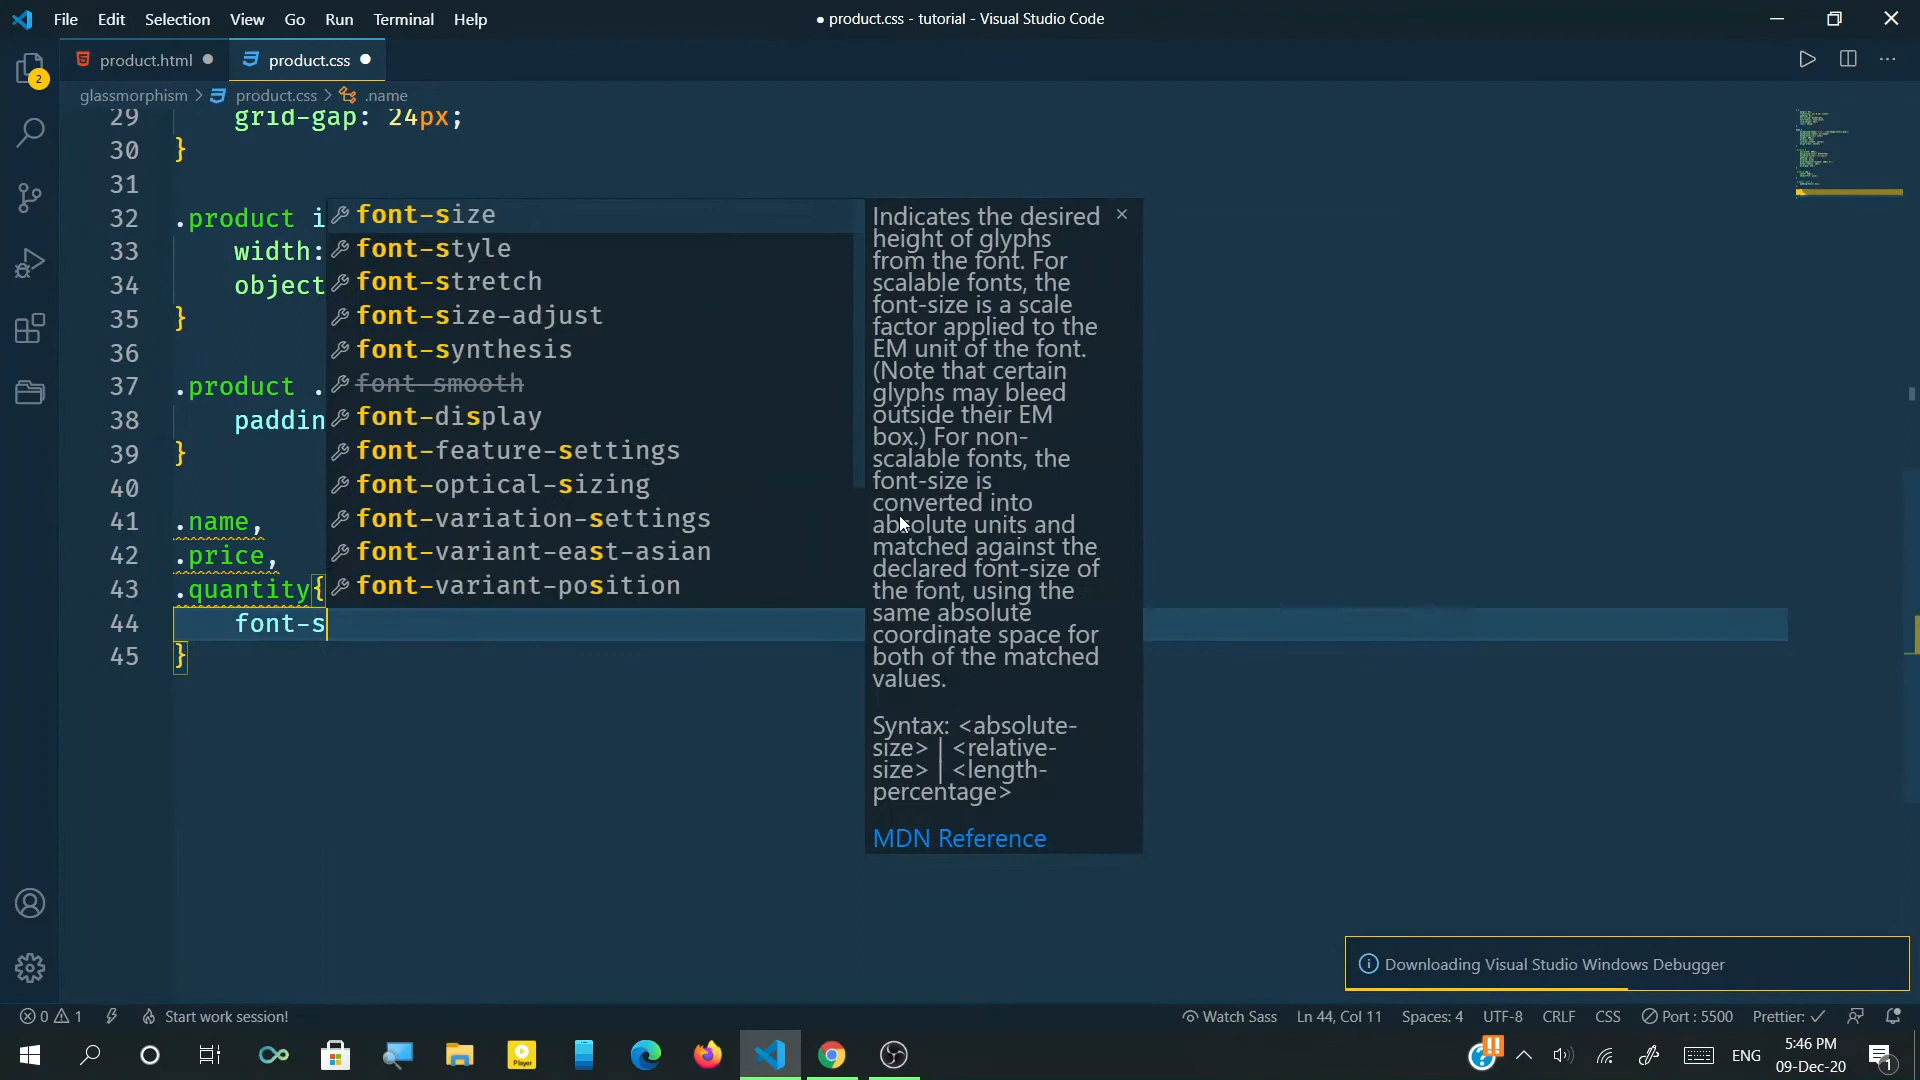 File Edit Selection View Go Run Terminal Help
● product.css - tutorial - Visual Studio Code
product.html ●
product.css ●
2
glassmorphism > product.css > .name
29 grid-gap: 24px;
30 }
31
32 .product i
33 width:
34 object
35 }
36
37 .product .
38 paddin
39 }
40
41 .name,
42 .price,
43 .quantity{
44 font-s
45 }
font-size
font-style
font-stretch
font-size-adjust
font-synthesis
font-smooth
font-display
font-feature-settings
font-optical-sizing
font-variation-settings
font-variant-east-asian
font-variant-position
Indicates the desired
height of glyphs
from the font. For
scalable fonts, the
font-size is a scale
factor applied to the
EM unit of the font.
(Note that certain
glyphs may bleed
outside their EM
box.) For non-
scalable fonts, the
font-size is
converted into
absolute units and
matched against the
declared font-size of
the font, using the
same absolute
coordinate space for
both of the matched
values.
Syntax: <absolute-
size> | <relative-
size> | <length-
percentage>
MDN Reference
Downloading Visual Studio Windows Debugger
0 1 Start work session!
Watch Sass Ln 44, Col 11 Spaces: 4 UTF-8 CRLF CSS Port : 5500 Prettier: ✓
Player
ENG
5:46 PM
09-Dec-20
1